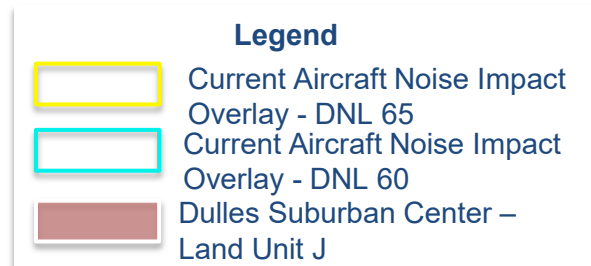 Legend
Current Aircraft Noise Impact
Overlay - DNL 65
Current Aircraft Noise Impact
Overlay - DNL 60
Dulles Suburban Center –
Land Unit J